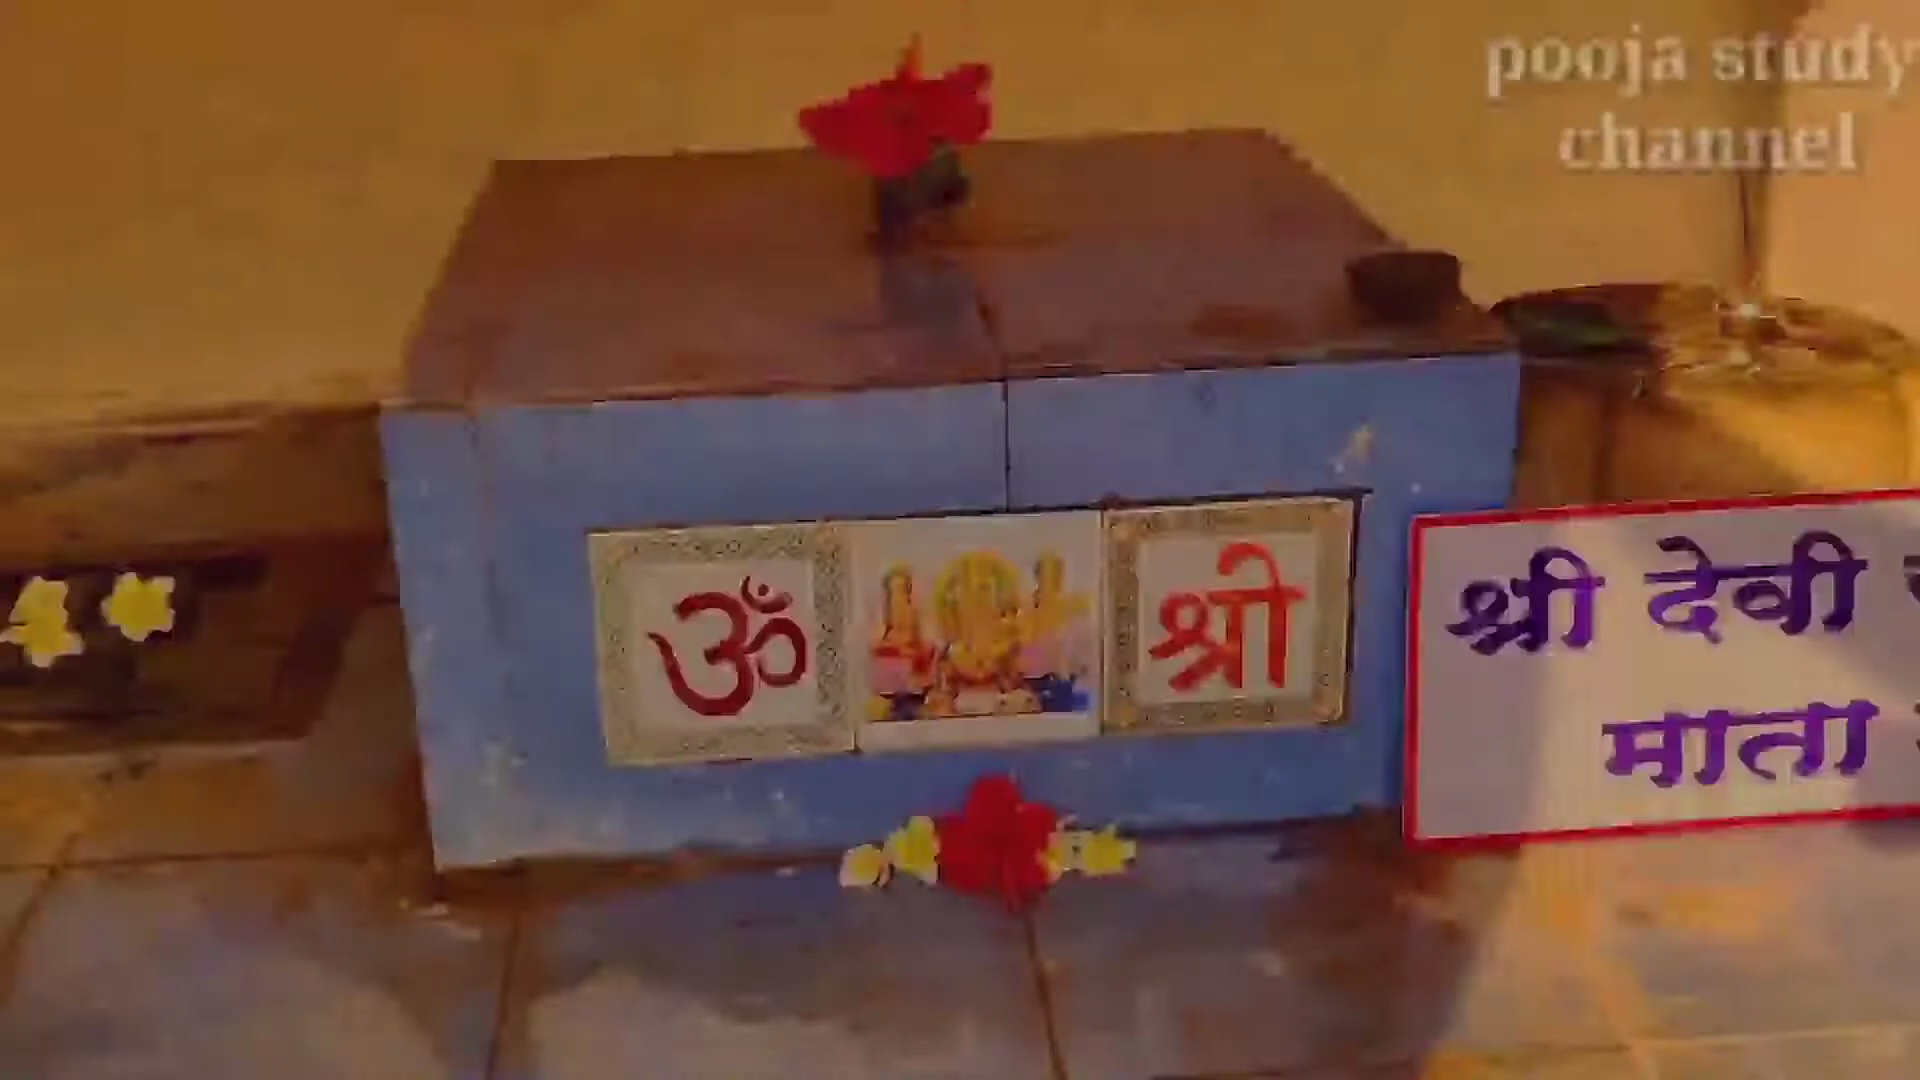 pooja study
channel
ॐ
श्री
श्री देवी
माता